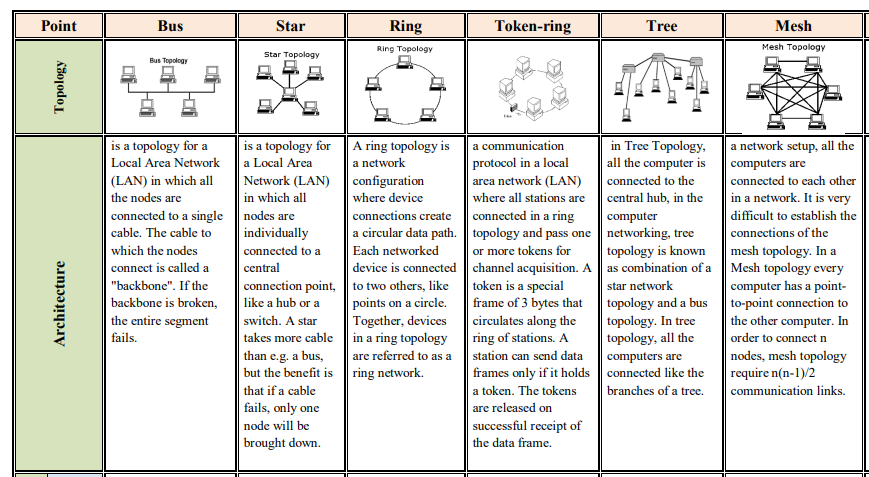 Point
Bus
Star
Ring
Token-ring
Tree
Mesh
Topology
Bus Topology
Star Topology
Ring Topology
Mesh Topology
Architecture
is a topology for a
Local Area Network
(LAN) in which all
the nodes are
connected to a single
cable. The cable to
which the nodes
connect is called a
"backbone". If the
backbone is broken,
the entire segment
fails.
is a topology for
a Local Area
Network (LAN)
in which all
nodes are
individually
connected to a
central
connection point,
like a hub or a
switch. A star
takes more cable
than e.g. a bus,
but the benefit is
that if a cable
fails, only one
node will be
brought down.
A ring topology is
a network
configuration
where device
connections create
a circular data path.
Each networked
device is connected
to two others, like
points on a circle.
Together, devices
in a ring topology
are referred to as a
ring network.
a communication
protocol in a local
area network (LAN)
where all stations are
connected in a ring
topology and pass one
or more tokens for
channel acquisition. A
token is a special
frame of 3 bytes that
circulates along the
ring of stations. A
station can send data
frames only if it holds
a token. The tokens
are released on
successful receipt of
the data frame.
in Tree Topology,
all the computer is
connected to the
central hub, in the
computer
networking, tree
topology is known
as combination of a
star network
topology and a bus
topology. In tree
topology, all the
computers are
connected like the
branches of a tree.
a network setup, all the
computers are
connected to each other
in a network. It is very
difficult to establish the
connections of the
mesh topology. In a
Mesh topology every
computer has a point-
to-point connection to
the other computer. In
order to connect n
nodes, mesh topology
require n(n-1)/2
communication links.